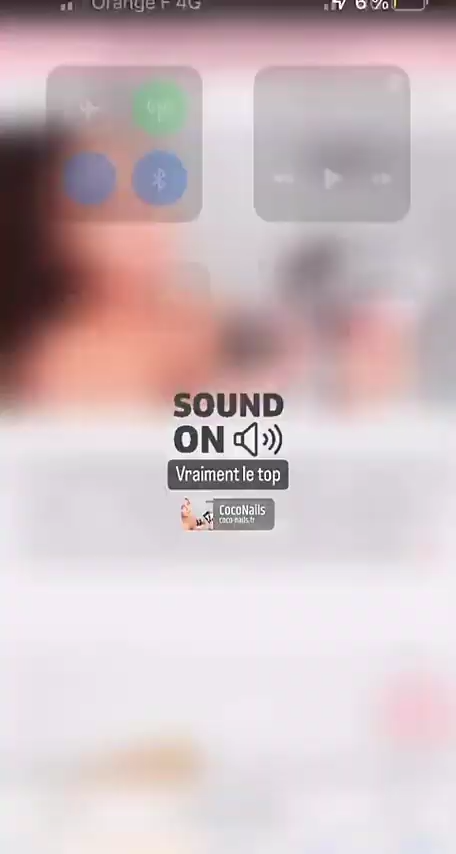 Orange F 4G
6 %
SOUND
ON
Vraiment le top
CocoNails
coco-nails.fr